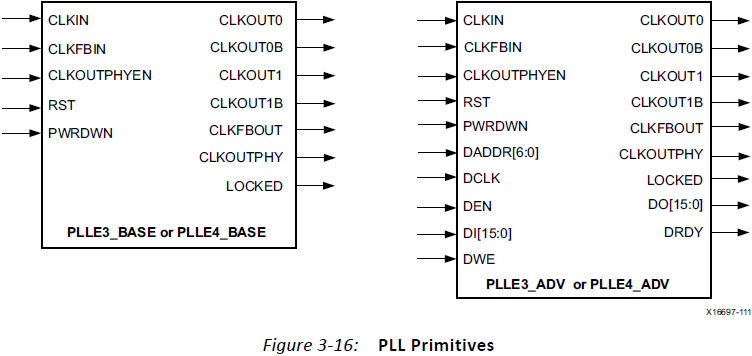 CLKIN
CLKFBIN
CLKOUTPHYEN
RST
PWRDWN
CLKOUT0
CLKOUT0B
CLKOUT1
CLKOUT1B
CLKFBOUT
CLKOUTPHY
LOCKED
PLLE3_BASE or PLLE4_BASE
CLKIN
CLKFBIN
CLKOUTPHYEN
RST
PWRDWN
DADDR[6:0]
DCLK
DEN
DI[15:0]
DWE
CLKOUT0
CLKOUT0B
CLKOUT1
CLKOUT1B
CLKFBOUT
CLKOUTPHY
LOCKED
DO[15:0]
DRDY
PLLE3_ADV or PLLE4_ADV
X16697-111
Figure 3-16: PLL Primitives